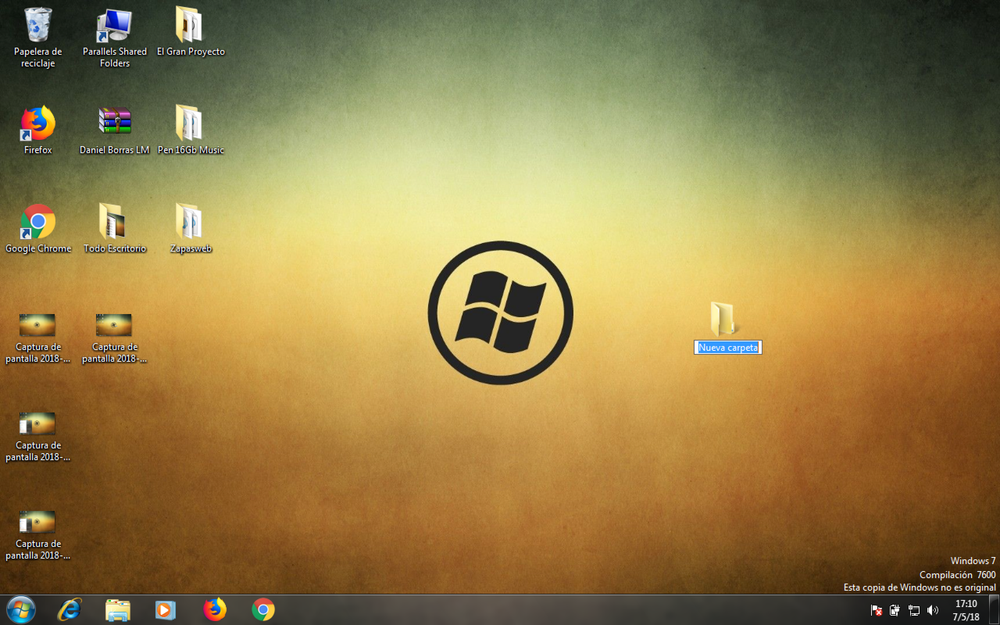 Papelera de
reciclaje
Parallels Shared
Folders
El Gran Proyecto
Firefox
Daniel Borras LM
Pen 16Gb Music
Google Chrome
Todo Escritorio
Zapasweb
Captura de
pantalla 2018-...
Captura de
pantalla 2018-...
Nueva carpeta
Captura de
pantalla 2018-...
Captura de
pantalla 2018-...
Windows 7
Compilación 7600
Esta copia de Windows no es original
17:10
7/5/18